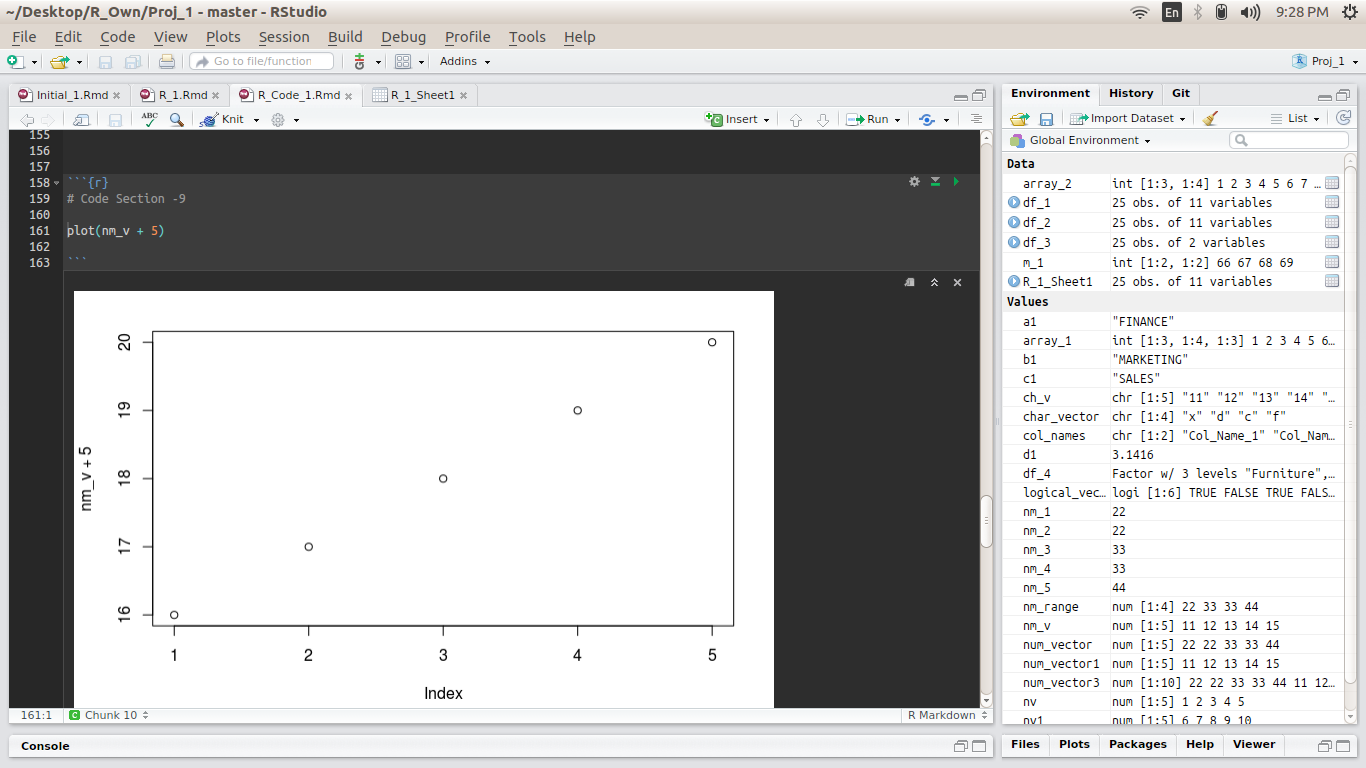 ~/Desktop/R_Own/Proj_1 - master - RStudio
En
9:28 PM
File Edit Code View Plots Session Build Debug Profile Tools Help
Go to file/function
Addins
Proj_1
Initial_1.Rmd
R_1.Rmd
R_Code_1.Rmd
R_1_Sheet1
ABC
Knit
Insert
Run
155
156
157
158 ```{r}
159 # Code Section -9
160
161 plot(nm_v + 5)
162
163 ```
20
19
18
17
16
nm_v + 5
1 2 3 4 5
Index
161:1
C Chunk 10
R Markdown
Console
Environment History Git
Import Dataset
List
Global Environment
Data
array_2 int [1:3, 1:4] 1 2 3 4 5 6 7 …
df_1 25 obs. of 11 variables
df_2 25 obs. of 11 variables
df_3 25 obs. of 2 variables
m_1 int [1:2, 1:2] 66 67 68 69
R_1_Sheet1 25 obs. of 11 variables
Values
a1 "FINANCE"
array_1 int [1:3, 1:4, 1:3] 1 2 3 4 5 6…
b1 "MARKETING"
c1 "SALES"
ch_v chr [1:5] "11" "12" "13" "14" "…
char_vector chr [1:4] "x" "d" "c" "f"
col_names chr [1:2] "Col_Name_1" "Col_Nam…
d1 3.1416
df_4 Factor w/ 3 levels "Furniture",…
logical_vec… logi [1:6] TRUE FALSE TRUE FALS…
nm_1 22
nm_2 22
nm_3 33
nm_4 33
nm_5 44
nm_range num [1:4] 22 33 33 44
nm_v num [1:5] 11 12 13 14 15
num_vector num [1:5] 22 22 33 33 44
num_vector1 num [1:5] 11 12 13 14 15
num_vector3 num [1:10] 22 22 33 33 44 11 12…
nv num [1:5] 1 2 3 4 5
nv1 num [1:5] 6 7 8 9 10
Files Plots Packages Help Viewer